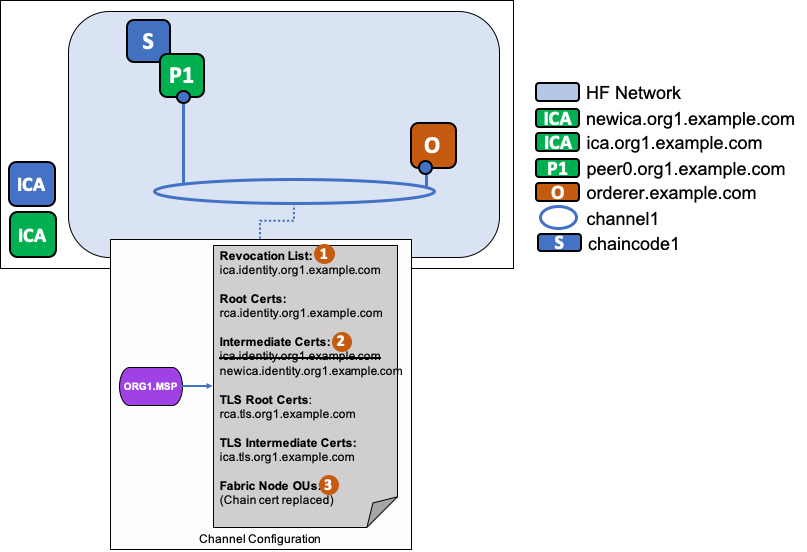 S
P1
O
ICA
ICA
HF Network
ICA newica.org1.example.com
ICA ica.org1.example.com
P1 peer0.org1.example.com
O orderer.example.com
channel1
S chaincode1
ORG1.MSP
Revocation List: 1
ica.identity.org1.example.com
Root Certs:
rca.identity.org1.example.com
Intermediate Certs: 2
ica.identity.org1.example.com
newica.identity.org1.example.com
TLS Root Certs:
rca.tls.org1.example.com
TLS Intermediate Certs:
ica.tls.org1.example.com
Fabric Node OUs: 3
(Chain cert replaced)
Channel Configuration